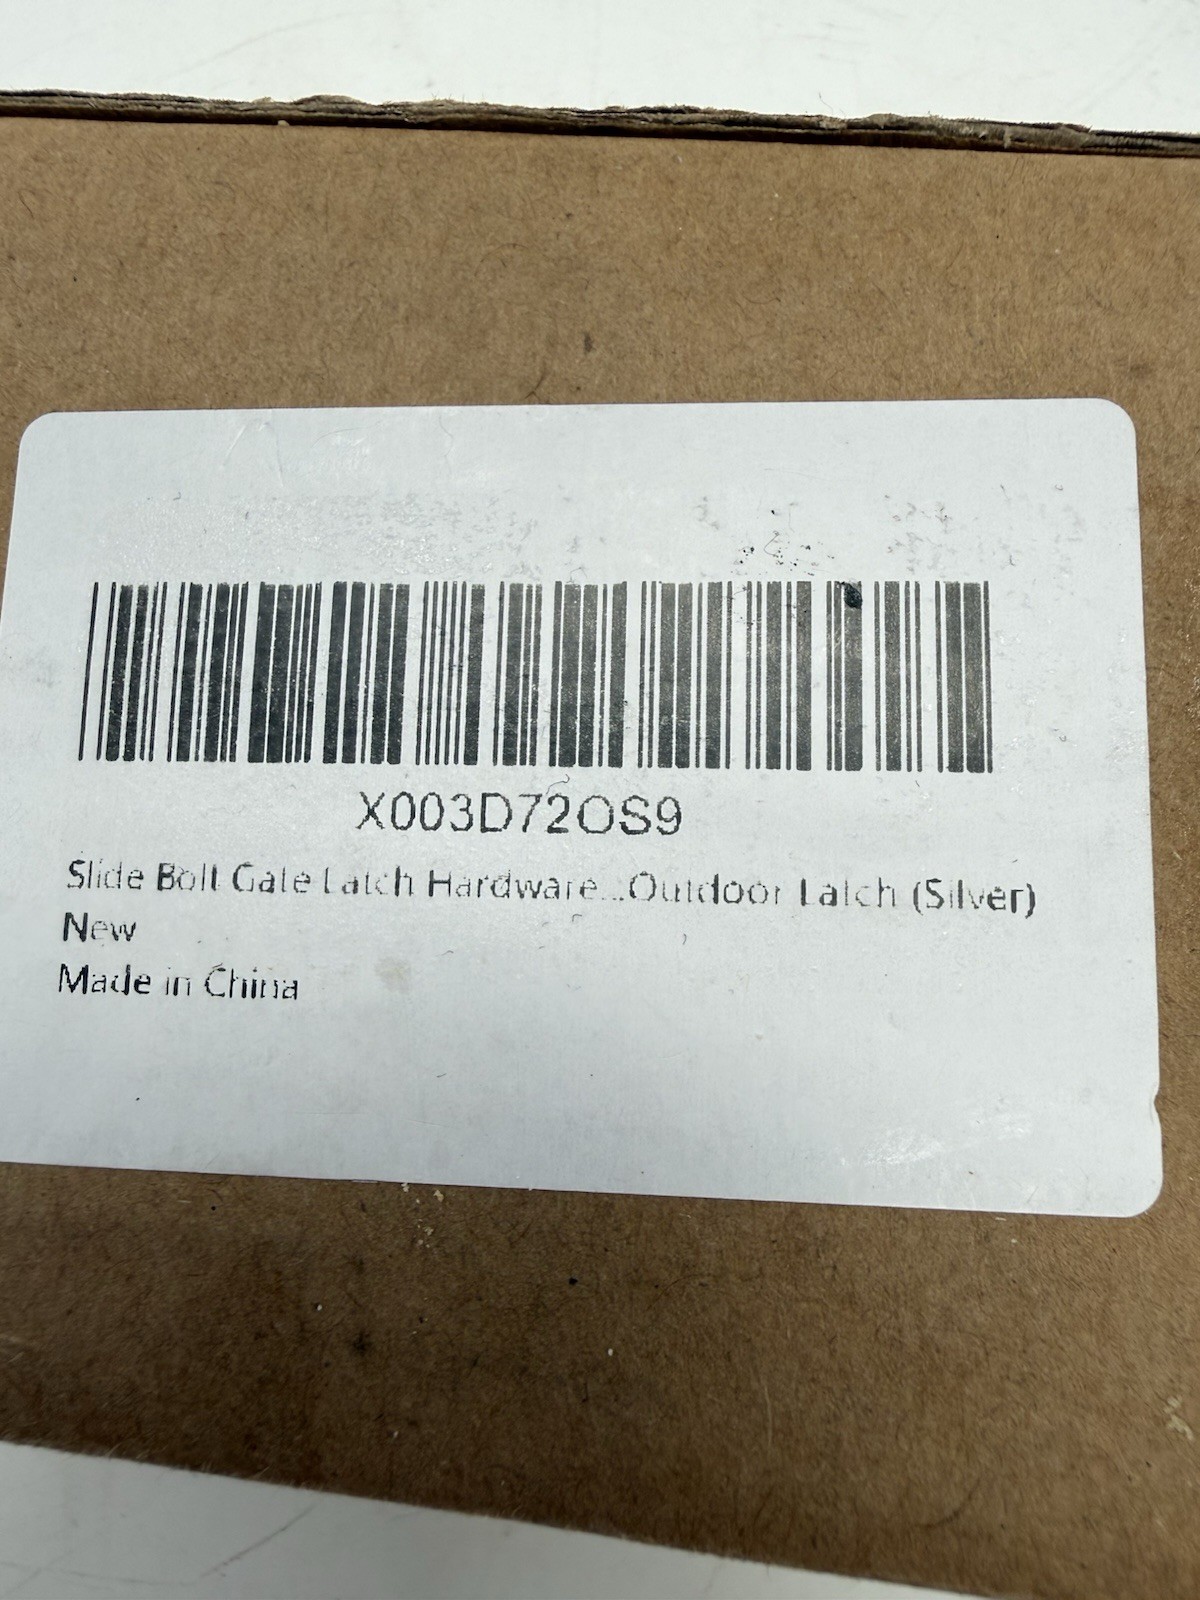 X003D72OS9
Slide Bolt Gate Latch Hardware...Outdoor Latch (Silver)
New
Made in China